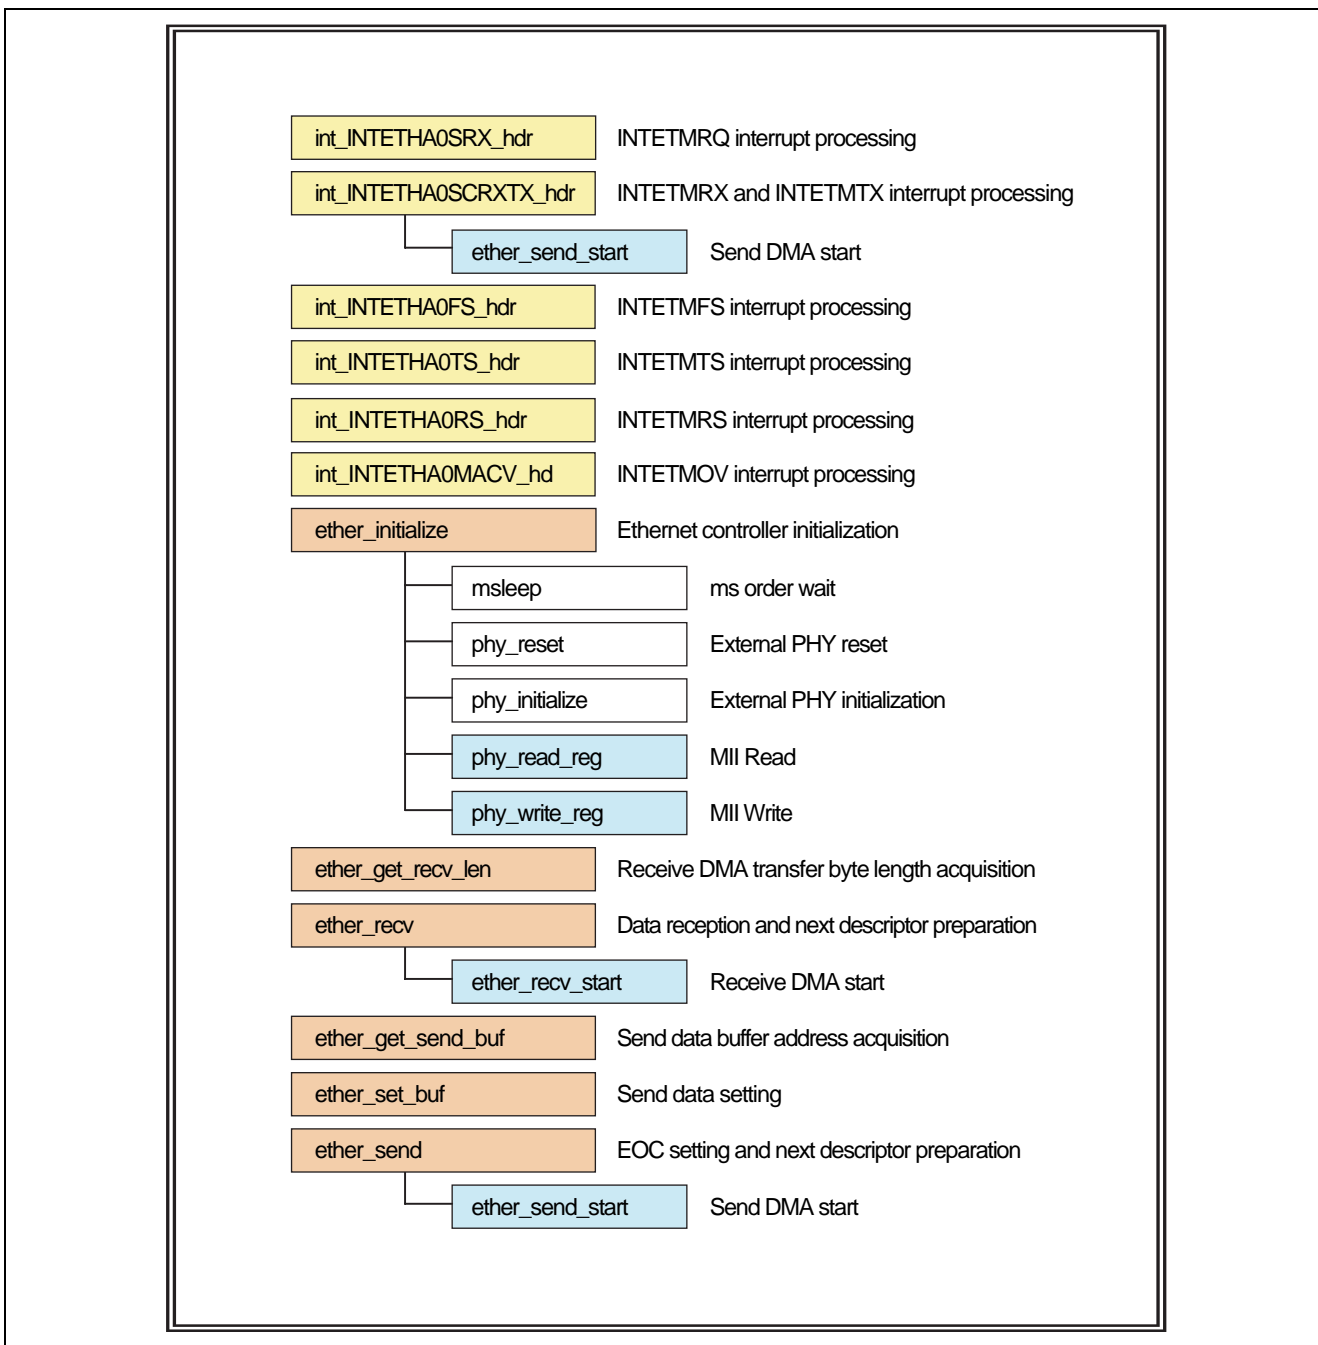 int_INTETHA0SRX_hdr INTETMRQ interrupt processing
int_INTETHA0SCRXTX_hdr INTETMRX and INTETMTX interrupt processing
ether_send_start Send DMA start
int_INTETHA0FS_hdr INTETMFS interrupt processing
int_INTETHA0TS_hdr INTETMTS interrupt processing
int_INTETHA0RS_hdr INTETMRS interrupt processing
int_INTETHA0MACV_hd INTETMOV interrupt processing
ether_initialize Ethernet controller initialization
msleep ms order wait
phy_reset External PHY reset
phy_initialize External PHY initialization
phy_read_reg MII Read
phy_write_reg MII Write
ether_get_recv_len Receive DMA transfer byte length acquisition
ether_recv Data reception and next descriptor preparation
ether_recv_start Receive DMA start
ether_get_send_buf Send data buffer address acquisition
ether_set_buf Send data setting
ether_send EOC setting and next descriptor preparation
ether_send_start Send DMA start